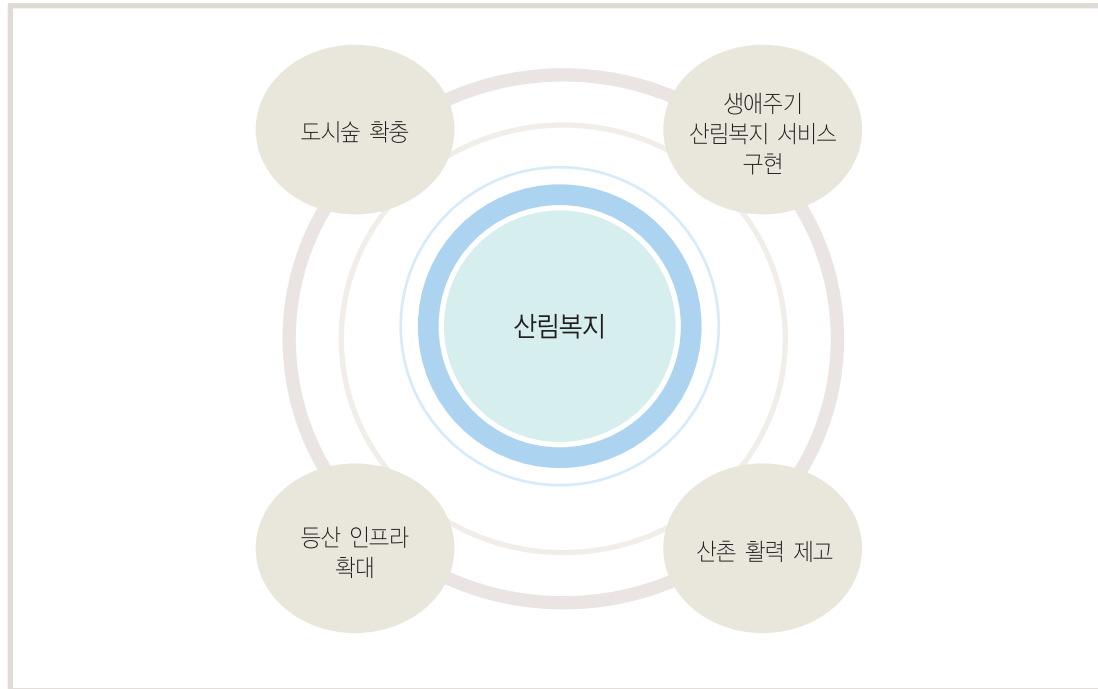 도시숲 확충
생애주기
산림복지 서비스
구현
산림복지
등산 인프라
확대
산촌 활력 제고